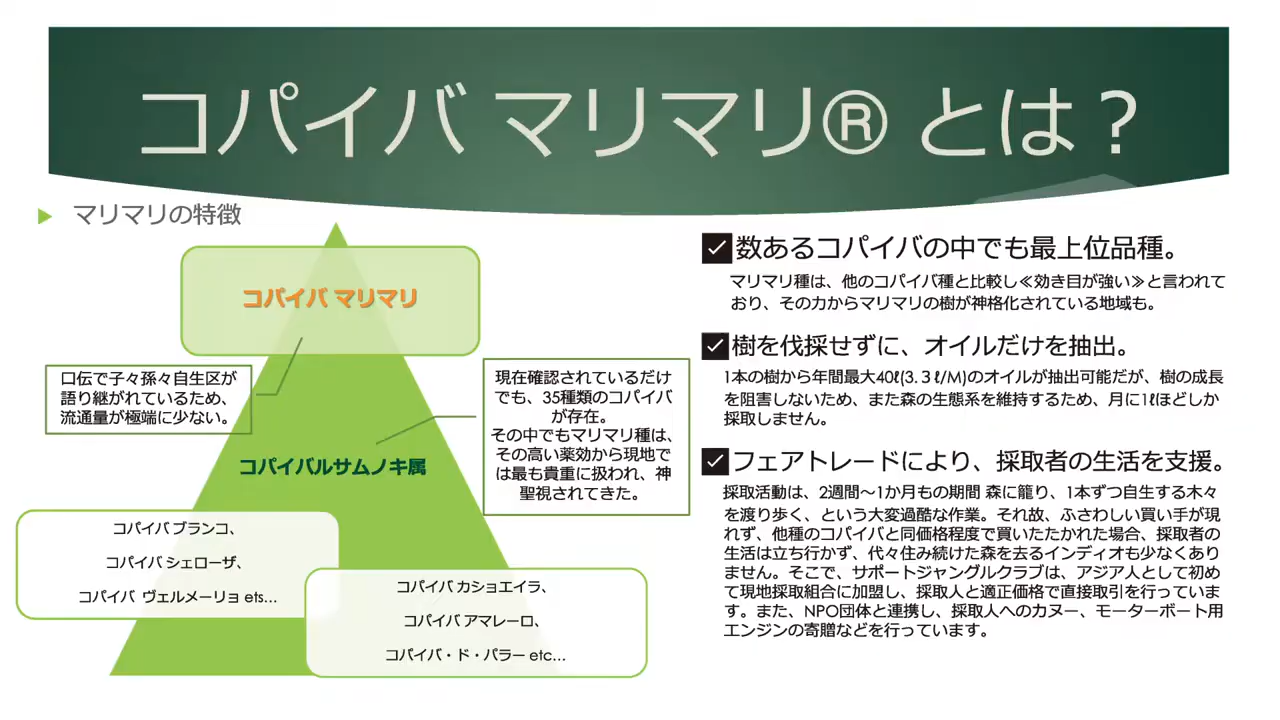 コパイバ マリマリ® とは？
マリマリの特徴
コパイバ マリマリ
口伝で子々孫々自生区が
語り継がれているため、
流通量が極端に少ない。
現在確認されているだけ
でも、35種類のコパイバ
が存在。
その中でもマリマリ種は、
その高い薬効から現地で
は最も貴重に扱われ、神
聖視されてきた。
コパイバルサムノキ属
コパイバ ブランコ、
コパイバ シェローザ、
コパイバ ヴェルメーリョ ets...
コパイバ カショエイラ、
コパイバ アマレーロ、
コパイバ・ド・パラー etc...
数あるコパイバの中でも最上位品種。
マリマリ種は、他のコパイバ種と比較し≪効き目が強い≫と言われて
おり、その力からマリマリの樹が神格化されている地域も。
樹を伐採せずに、オイルだけを抽出。
1本の樹から年間最大40ℓ(3.３ℓ/M)のオイルが抽出可能だが、樹の成長
を阻害しないため、また森の生態系を維持するため、月に1ℓほどしか
採取しません。
フェアトレードにより、採取者の生活を支援。
採取活動は、2週間～1か月もの期間 森に籠り、1本ずつ自生する木々
を渡り歩く、という大変過酷な作業。それ故、ふさわしい買い手が現
れず、他種のコパイバと同価格程度で買いたたかれた場合、採取者の
生活は立ち行かず、代々住み続けた森を去るインディオも少なくあり
ません。そこで、サポートジャングルクラブは、アジア人として初め
て現地採取組合に加盟し、採取人と適正価格で直接取引を行っていま
す。また、NPO団体と連携し、採取人へのカヌー、モーターボート用
エンジンの寄贈などを行っています。